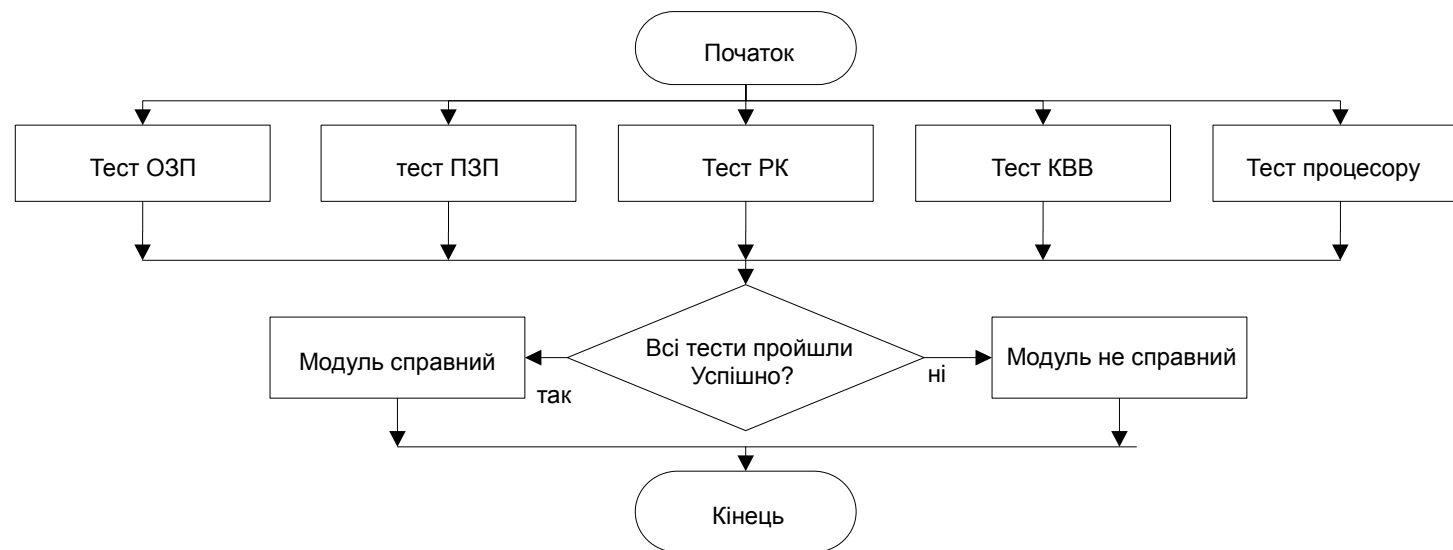 Початок
Тест ОЗП
тест ПЗП
Тест РК
Тест КВВ
Тест процесору
Всі тести пройшли
Успішно?
Модуль справний
Модуль не справний
так
ні
Кінець